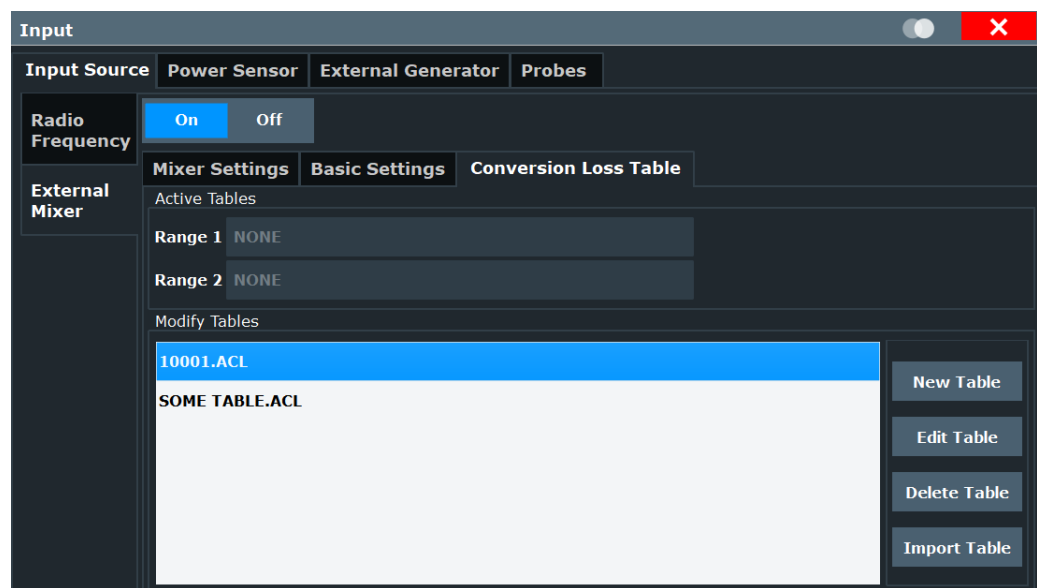 Input
Input Source Power Sensor External Generator Probes
Radio
Frequency
On Off
Mixer Settings Basic Settings Conversion Loss Table
External
Mixer
Active Tables
Range 1 NONE
Range 2 NONE
Modify Tables
10001.ACL
SOME TABLE.ACL
New Table
Edit Table
Delete Table
Import Table